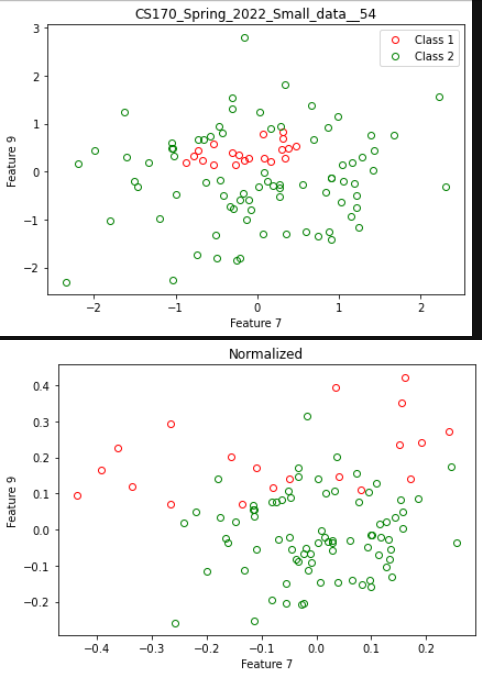 CS170_Spring_2022_Small_data__54
3
2
1
0
−1
−2
Feature 9
Class 1
Class 2
−2 −1 0 1 2
Feature 7
Normalized
0.4
0.3
0.2
0.1
0.0
−0.1
−0.2
Feature 9
−0.4 −0.3 −0.2 −0.1 0.0 0.1 0.2
Feature 7